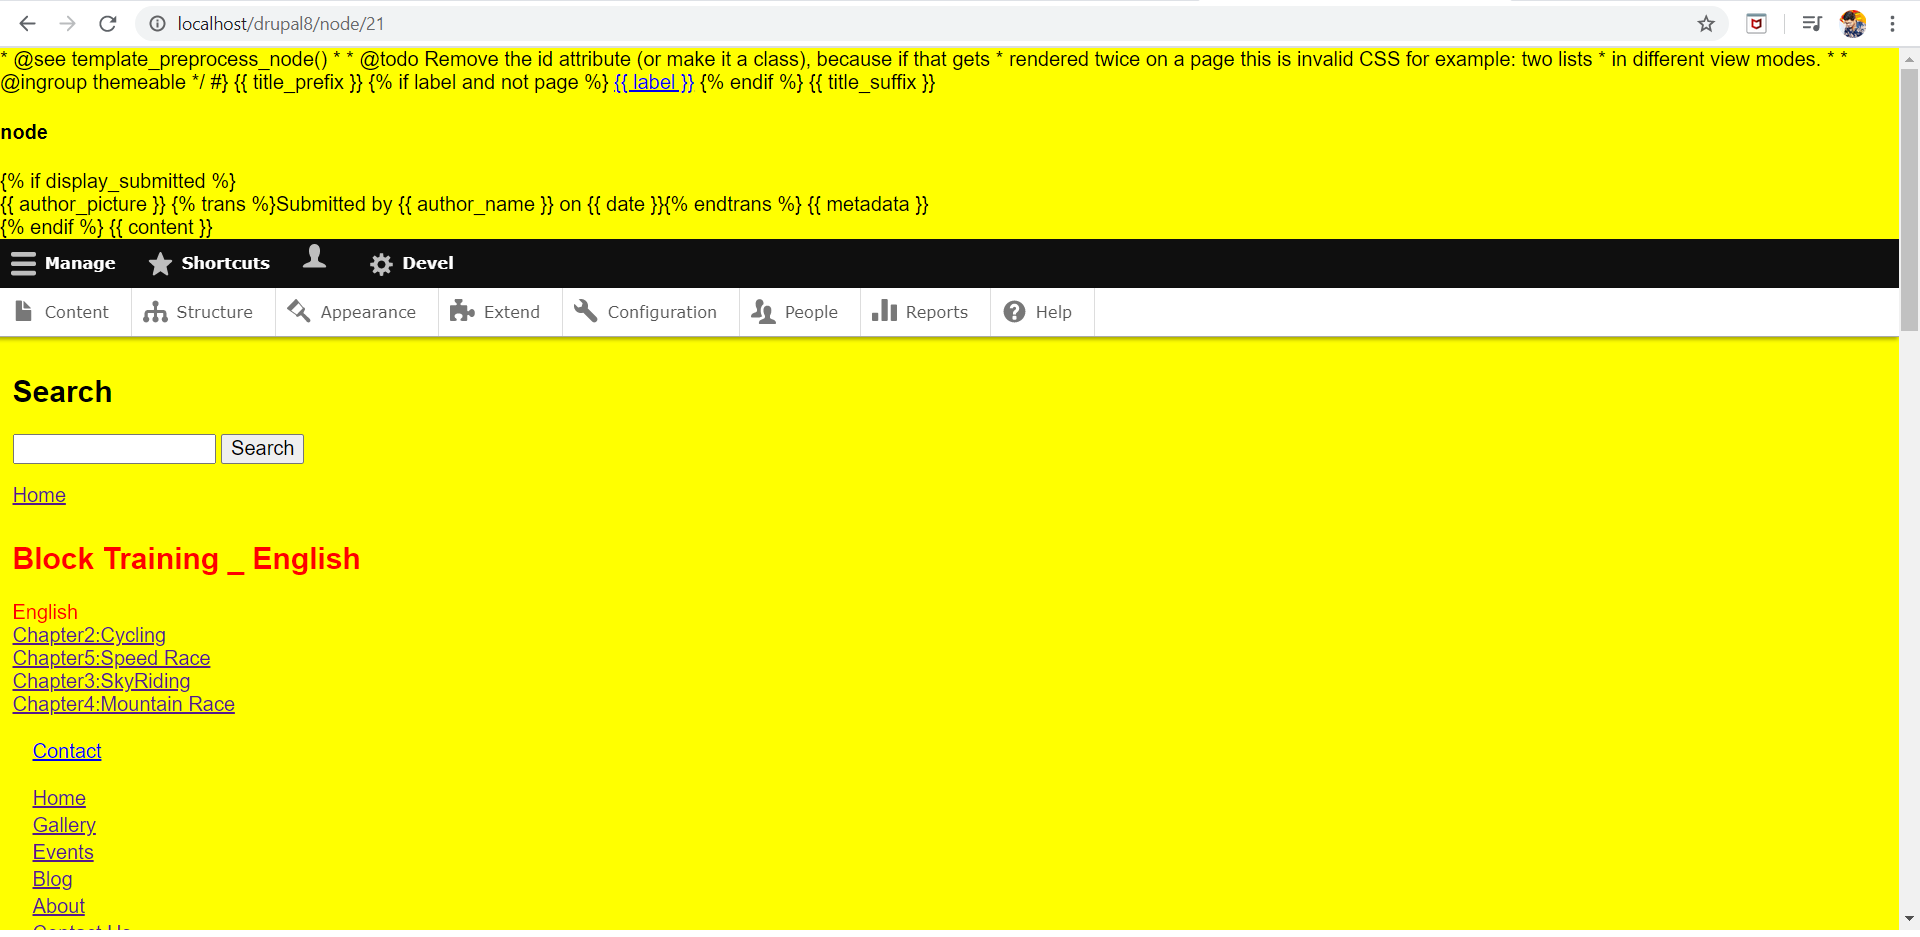 localhost/drupal8/node/21
* @see template_preprocess_node() * * @todo Remove the id attribute (or make it a class), because if that gets * rendered twice on a page this is invalid CSS for example: two lists * in different view modes. * *
@ingroup themeable */ #} {{ title_prefix }} {% if label and not page %} {{ label }} {% endif %} {{ title_suffix }}
node
{% if display_submitted %}
{{ author_picture }} {% trans %}Submitted by {{ author_name }} on {{ date }}{% endtrans %} {{ metadata }}
{% endif %} {{ content }}
Manage Shortcuts Devel
Content Structure Appearance Extend Configuration People Reports Help
Search
Search
Home
Block Training _ English
English
Chapter2:Cycling
Chapter5:Speed Race
Chapter3:SkyRiding
Chapter4:Mountain Race
Contact
Home
Gallery
Events
Blog
About
Contact Us